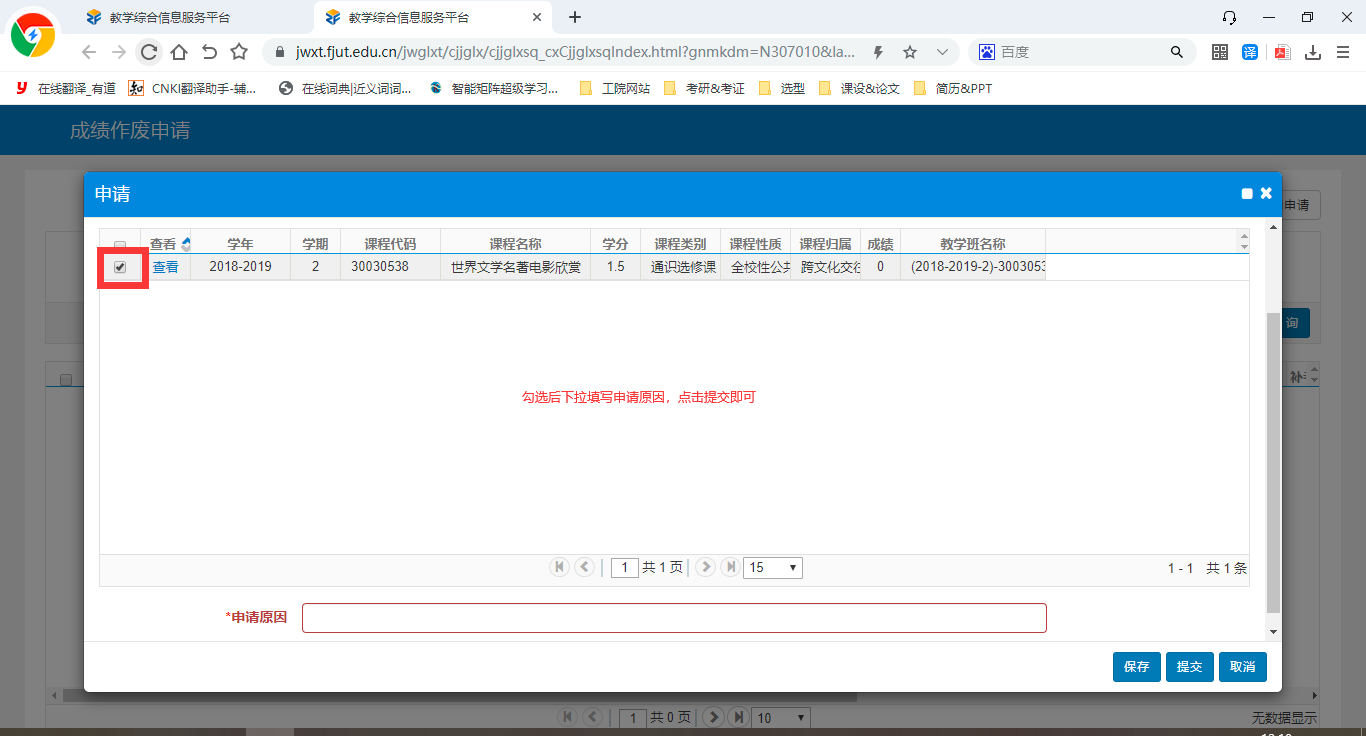 教学综合信息服务平台
教学综合信息服务平台
jwxt.fjut.edu.cn/jwglxt/cjjglx/cjjglxsq_cxCjjglxsqIndex.html?gnmkdm=N307010&la...
百度
译
在线翻译_有道
CNKI翻译助手-辅...
在线词典|近义词词...
智能矩阵超级学习...
工院网站
考研&考证
选型
课设&论文
简历&PPT
成绩作废申请
申请
申请
查看 学年 学期 课程代码 课程名称 学分 课程类别 课程性质 课程归属 成绩 教学班名称
查看 2018-2019 2 30030538 世界文学名著电影欣赏 1.5 通识选修课 全校性公共 跨文化交往 0 (2018-2019-2)-3003053
询
勾选后下拉填写申请原因，点击提交即可
1 共 1 页 15 1 - 1 共 1 条
*申请原因
保存 提交 取消
1 共 0 页 10 无数据显示